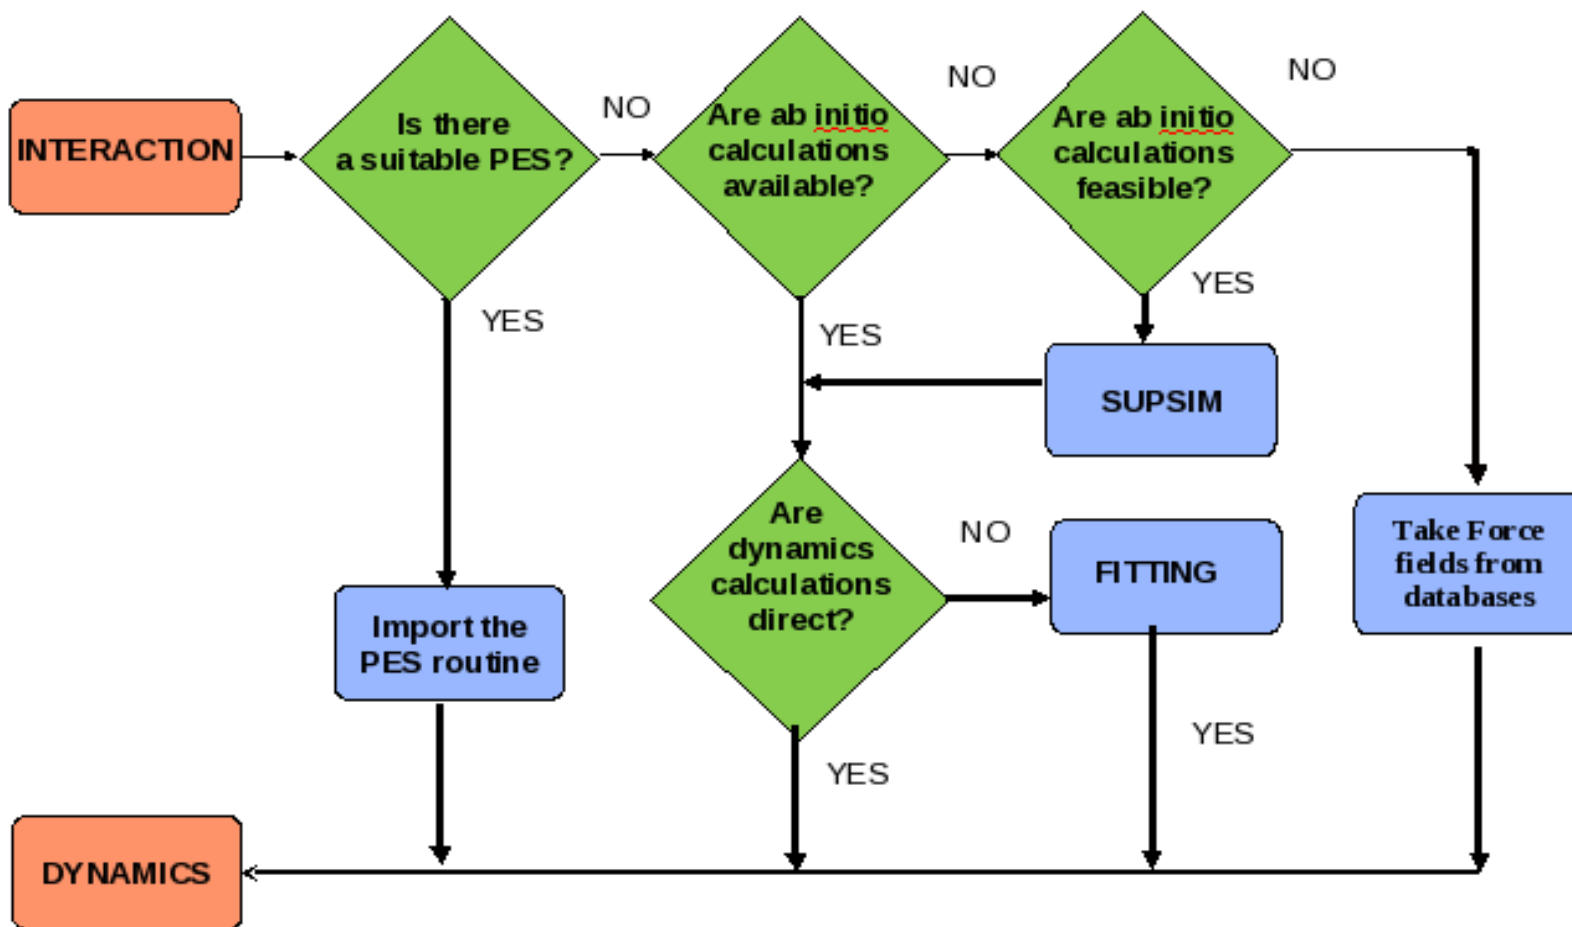 INTERACTION
Is there
a suitable PES?
NO
Are ab initio
calculations
available?
NO
Are ab initio
calculations
feasible?
NO
YES
YES
YES
SUPSIM
Are
dynamics
calculations
direct?
NO
FITTING
Take Force
fields from
databases
Import the
PES routine
YES
YES
DYNAMICS